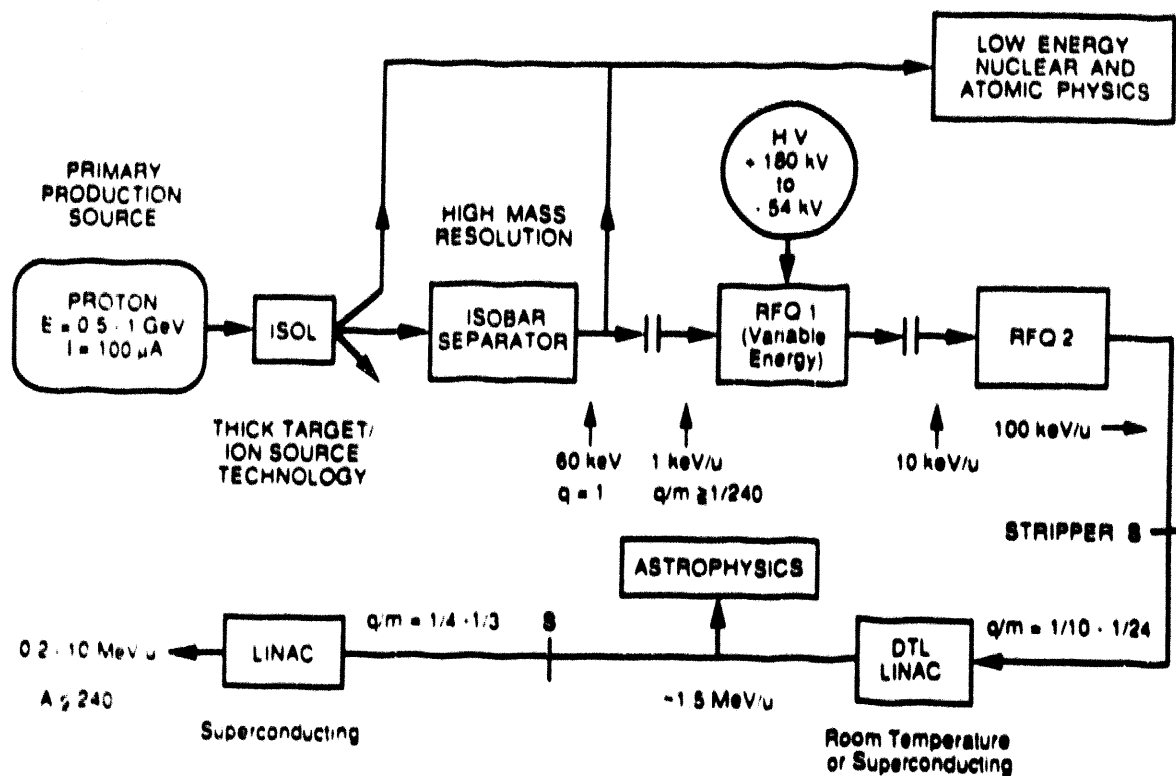 LOW ENERGY
NUCLEAR AND
ATOMIC PHYSICS
HV
+ 180 kV
to
- 54 kV
PRIMARY
PRODUCTION
SOURCE
HIGH MASS
RESOLUTION
PROTON
E = 0.5 - 1 GeV
I = 100 µA
ISOL
ISOBAR
SEPARATOR
RFQ 1
(Variable
Energy)
RFQ 2
THICK TARGET/
ION SOURCE
TECHNOLOGY
60 keV
q = 1
1 keV/u
q/m ≧ 1/240
10 keV/u
100 keV/u
STRIPPER S
ASTROPHYSICS
q/m = 1/4 - 1/3
S
q/m = 1/10 - 1/24
0.2 - 10 MeV/u
A ≦ 240
LINAC
Superconducting
~1.5 MeV/u
DTL
LINAC
Room Temperature
or Superconducting